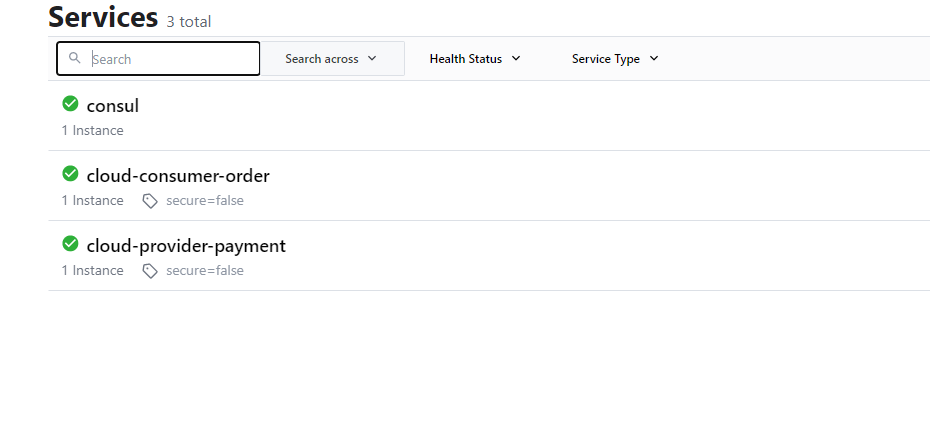 Services 3 total
Search Search across Health Status Service Type
consul
1 Instance
cloud-consumer-order
1 Instance secure=false
cloud-provider-payment
1 Instance secure=false